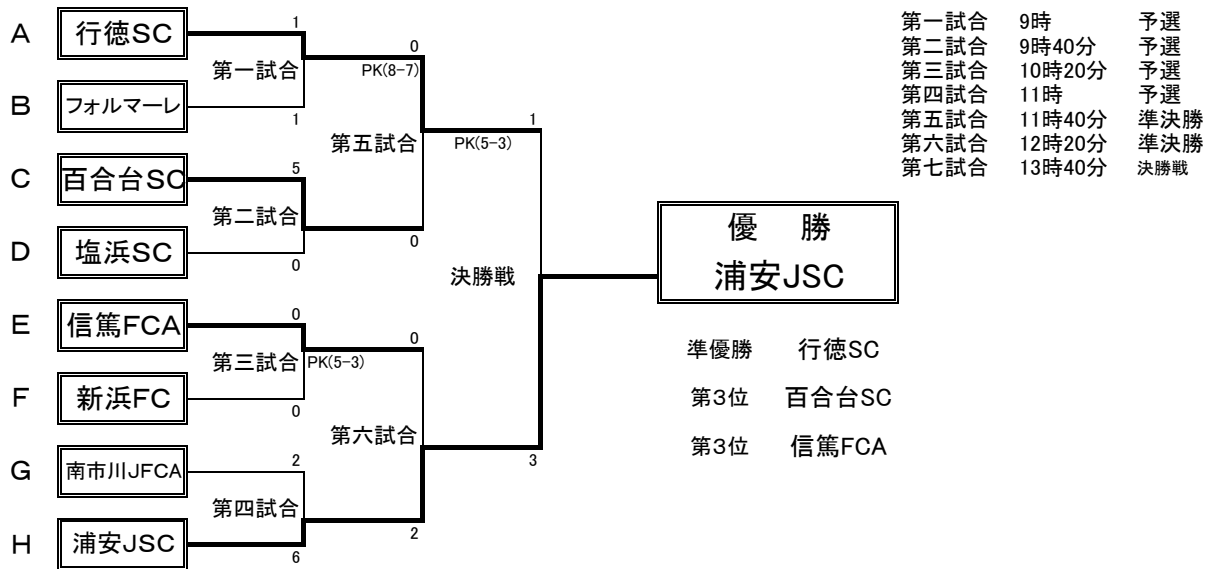 A 行徳SC
1
第一試合
B フォルマーレ
1
0
PK(8-7)
第五試合
C 百合台SC
5
第二試合
D 塩浜SC
0
0
1
PK(5-3)
決勝戦
E 信篤FCA
0
第三試合
PK(5-3)
F 新浜FC
0
0
第六試合
G 南市川JFCA
2
第四試合
H 浦安JSC
6
2
3
優 勝
浦安JSC
準優勝 行徳SC
第3位 百合台SC
第3位 信篤FCA
第一試合 9時 予選
第二試合 9時40分 予選
第三試合 10時20分 予選
第四試合 11時 予選
第五試合 11時40分 準決勝
第六試合 12時20分 準決勝
第七試合 13時40分 決勝戦